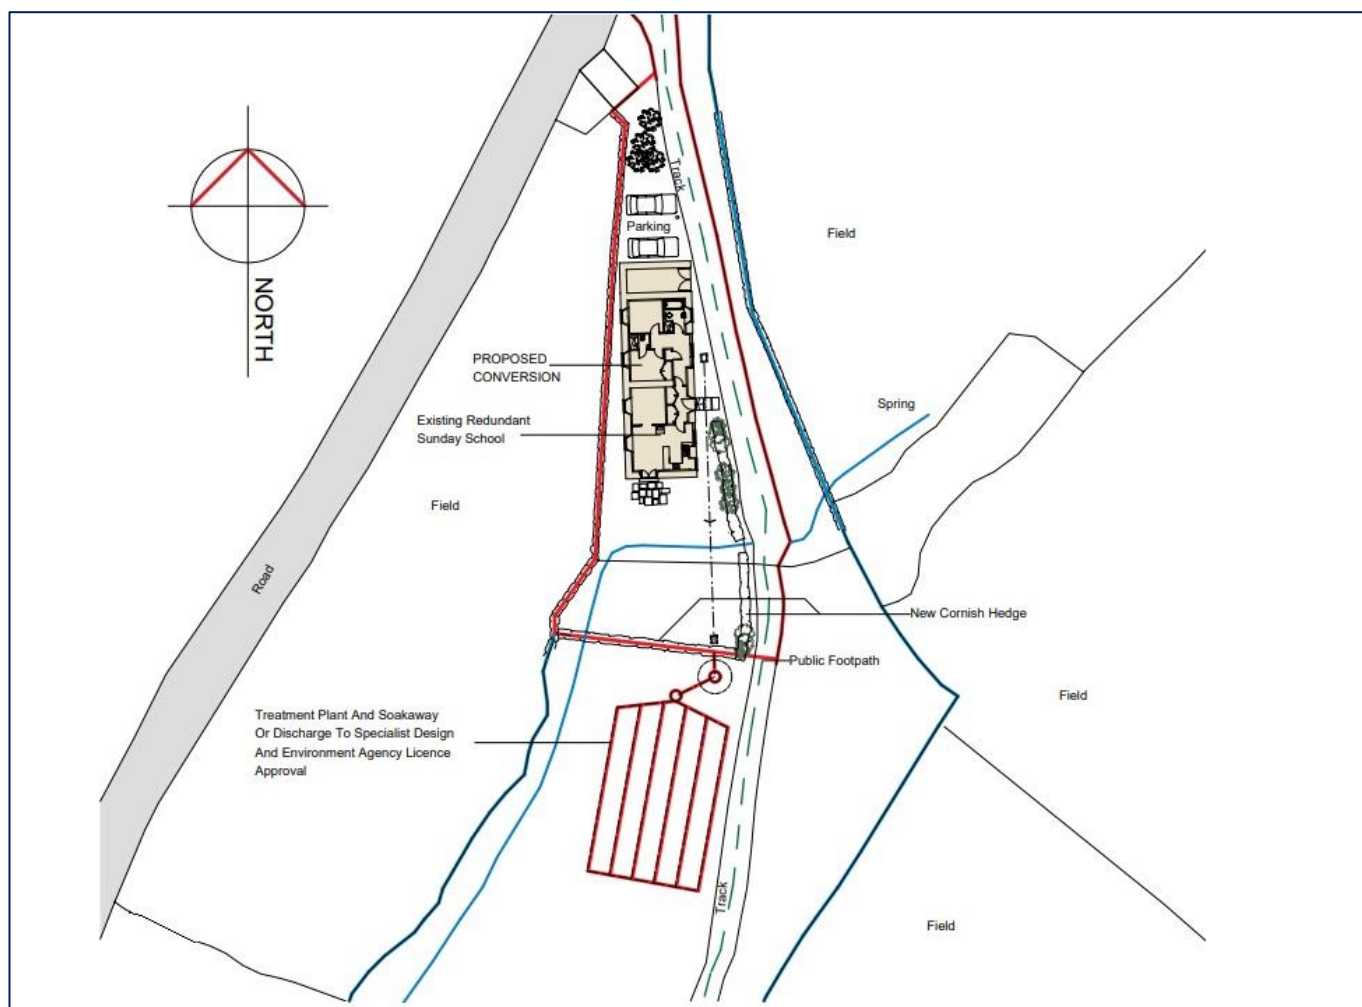 Track
Parking
Field
NORTH
PROPOSED
CONVERSION
Spring
Existing Redundant
Sunday School
Field
Road
New Cornish Hedge
Public Footpath
Field
Treatment Plant And Soakaway
Or Discharge To Specialist Design
And Environment Agency Licence
Approval
Track
Field